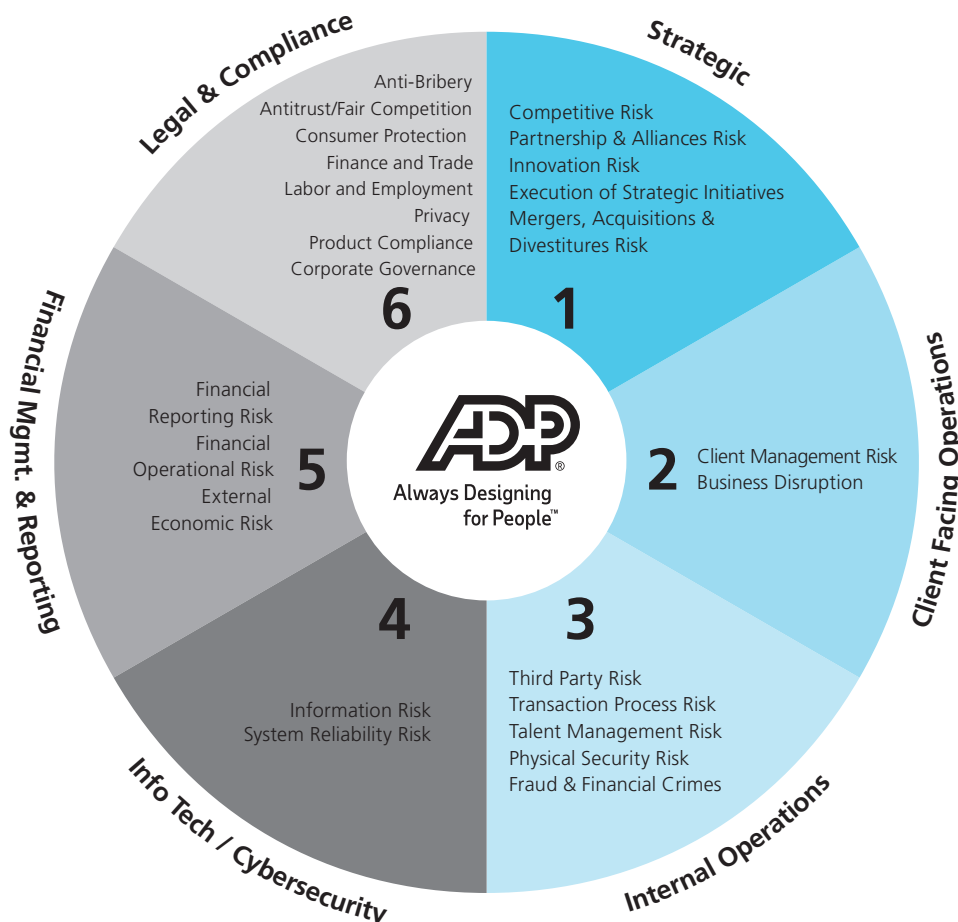 Strategic
Competitive Risk
Partnership & Alliances Risk
Innovation Risk
Execution of Strategic Initiatives
Mergers, Acquisitions &
Divestitures Risk
1
Client Facing Operations
2
Client Management Risk
Business Disruption
Internal Operations
3
Third Party Risk
Transaction Process Risk
Talent Management Risk
Physical Security Risk
Fraud & Financial Crimes
Info Tech / Cybersecurity
4
Information Risk
System Reliability Risk
Financial Mgmt. & Reporting
5
Financial
Reporting Risk
Financial
Operational Risk
External
Economic Risk
Legal & Compliance
Anti-Bribery
Antitrust/Fair Competition
Consumer Protection
Finance and Trade
Labor and Employment
Privacy
Product Compliance
Corporate Governance
6
ADP®
Always Designing
for People™